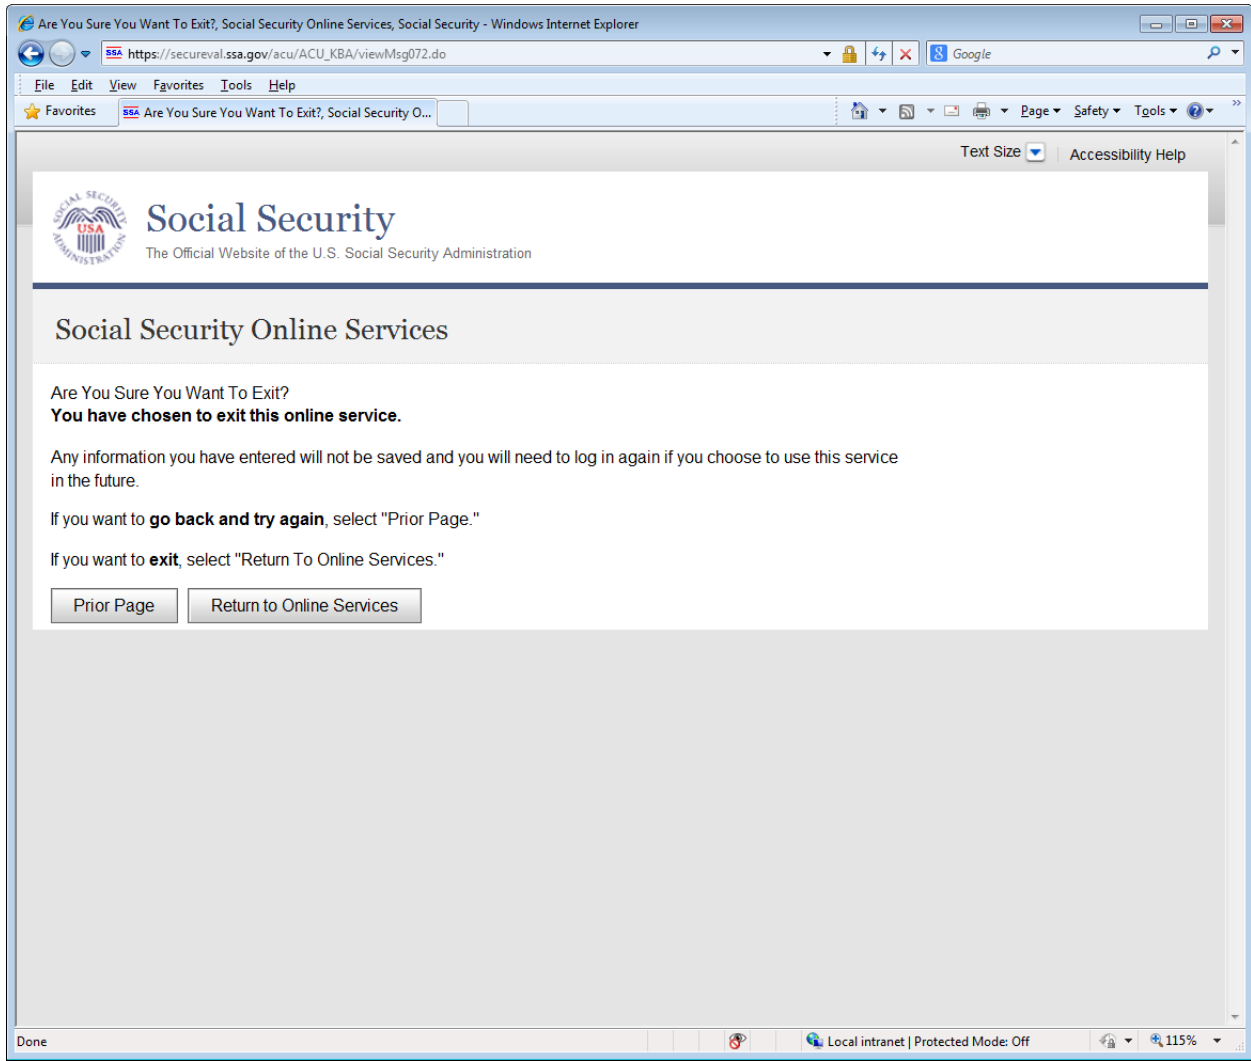 Are You Sure You Want To Exit?, Social Security Online Services, Social Security - Windows Internet Explorer
SSA https://secureval.ssa.gov/acu/ACU_KBA/viewMsg072.do
8 Google
File Edit View Favorites Tools Help
Favorites SSA Are You Sure You Want To Exit?, Social Security O... Page Safety Tools
Text Size Accessibility Help
SOCIAL SECURITY ADMINISTRATION
USA
Social Security
The Official Website of the U.S. Social Security Administration
Social Security Online Services
Are You Sure You Want To Exit?
You have chosen to exit this online service.
Any information you have entered will not be saved and you will need to log in again if you choose to use this service
in the future.
If you want to go back and try again, select "Prior Page."
If you want to exit, select "Return To Online Services."
Prior Page Return to Online Services
Done Local intranet | Protected Mode: Off 115%